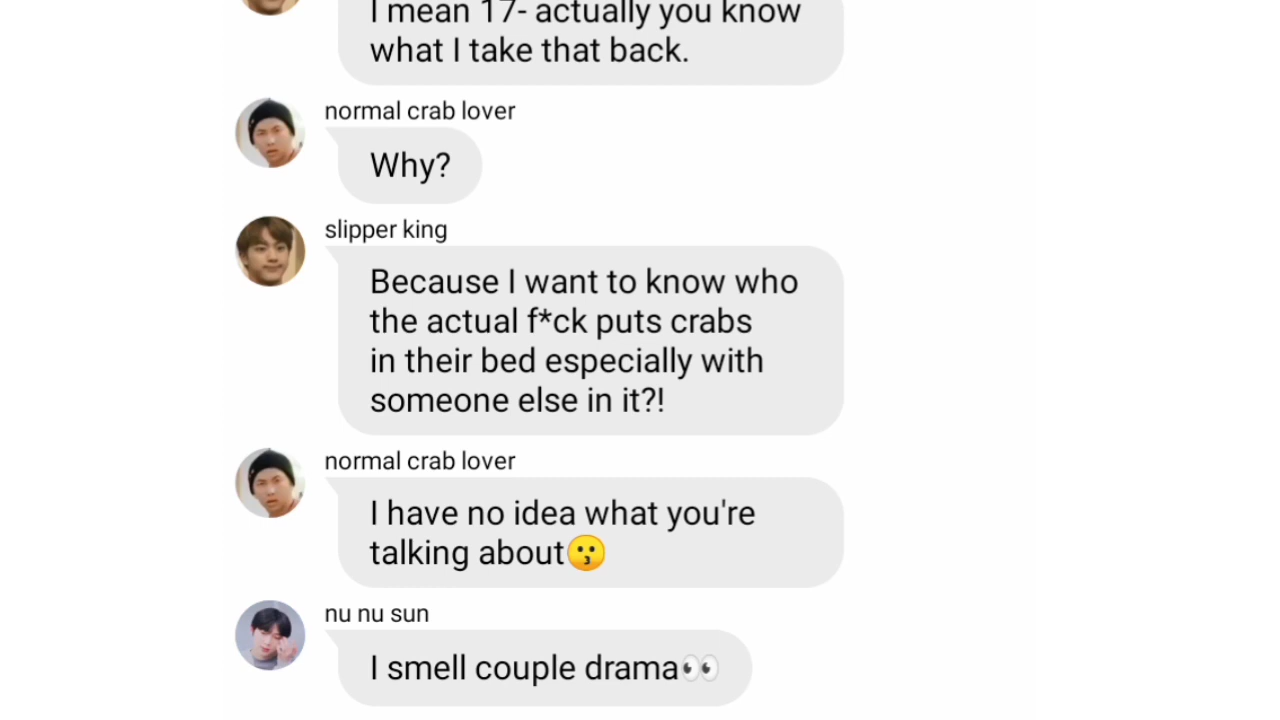 I mean 17- actually you know
what I take that back.
normal crab lover
Why?
slipper king
Because I want to know who
the actual f*ck puts crabs
in their bed especially with
someone else in it?!
normal crab lover
I have no idea what you're
talking about😗
nu nu sun
I smell couple drama👀